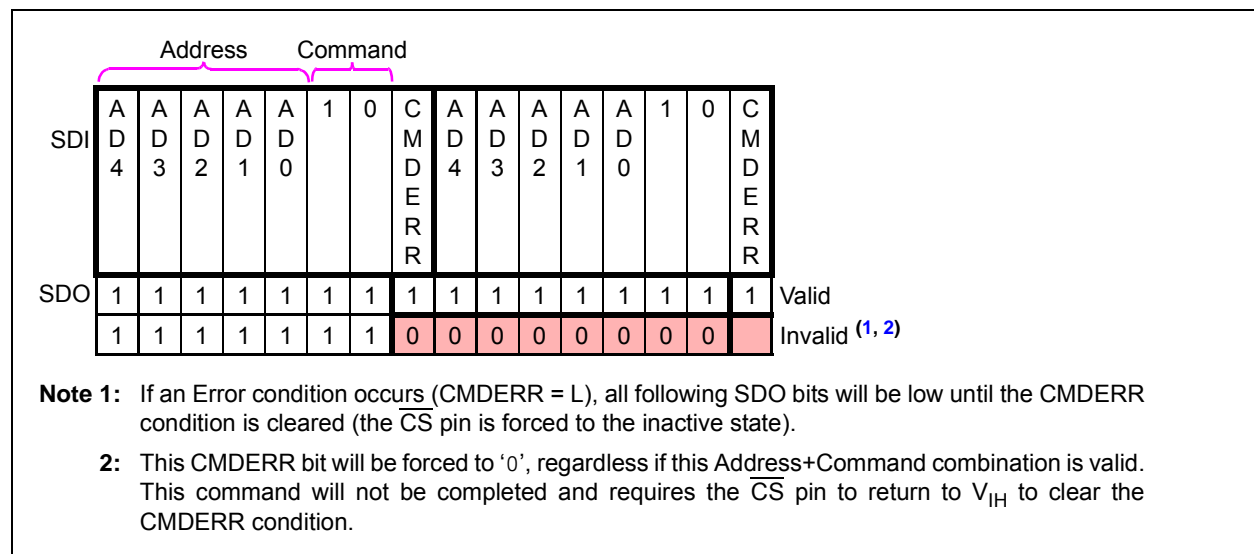 Address Command
SDI A D 4 A D 3 A D 2 A D 1 A D 0 1 0 C M D E R R A D 4 A D 3 A D 2 A D 1 A D 0 1 0 C M D E R R
SDO 1 1 1 1 1 1 1 1 1 1 1 1 1 1 1 1 Valid
1 1 1 1 1 1 1 0 0 0 0 0 0 0 0 Invalid (1, 2)
Note 1: If an Error condition occurs (CMDERR = L), all following SDO bits will be low until the CMDERR
condition is cleared (the CS pin is forced to the inactive state).
2: This CMDERR bit will be forced to ‘0’, regardless if this Address+Command combination is valid.
This command will not be completed and requires the CS pin to return to VIH to clear the
CMDERR condition.